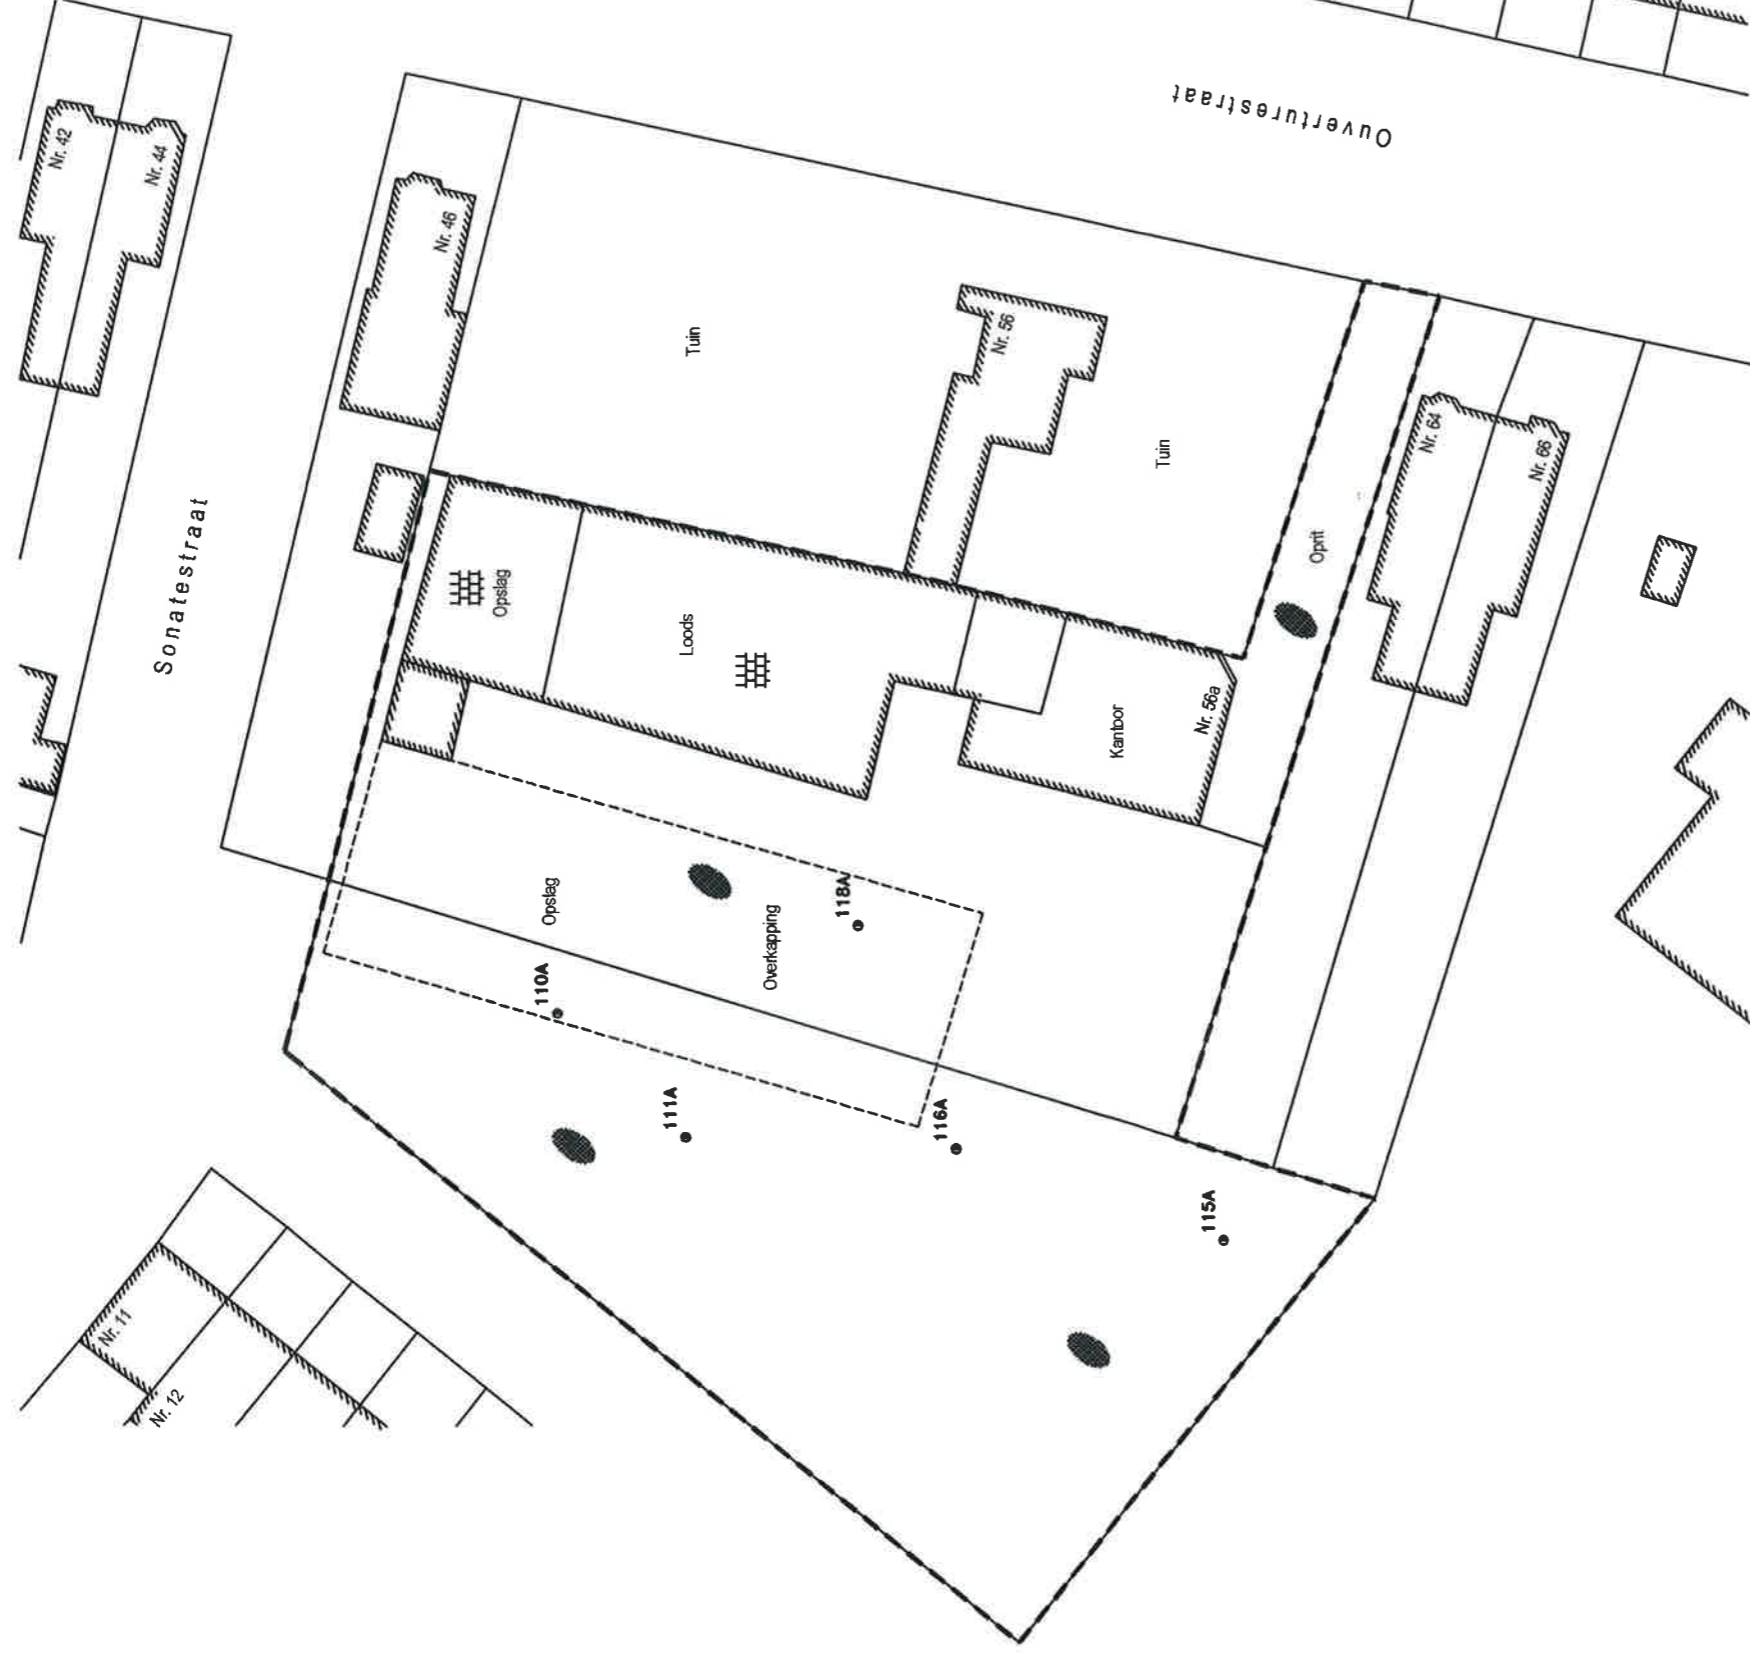 Ouverturestraat
Nr. 42
Nr. 44
Nr. 46
Tuin
Nr. 56
Nr. 64
Nr. 66
Tuin
Oprit
Sonatestraat
Opslag
Loods
Kantoor
Nr. 56a
Opslag
Overkapping
118A
110A
111A
116A
115A
Nr. 11
Nr. 12